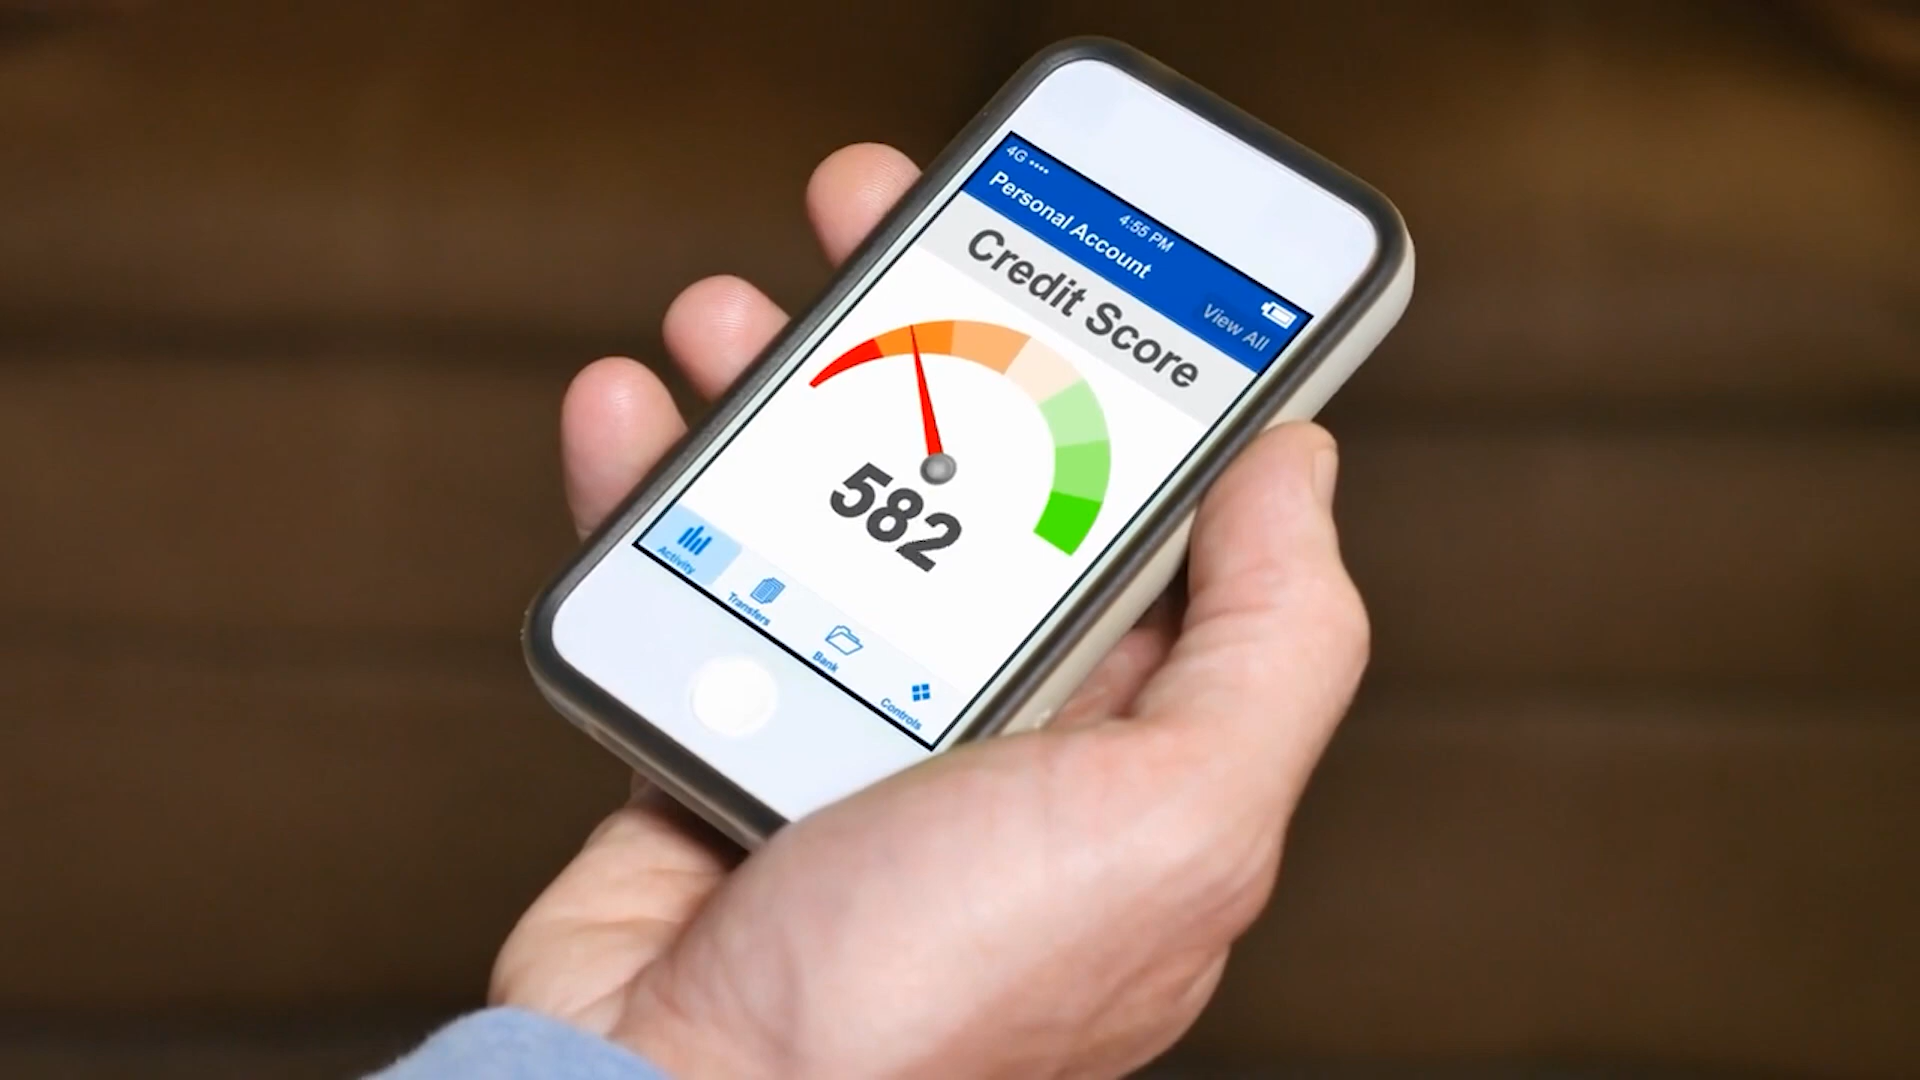 4G ····
4:55 PM
Personal Account
View All
Credit Score
582
Activity
Transfers
Bank
Controls